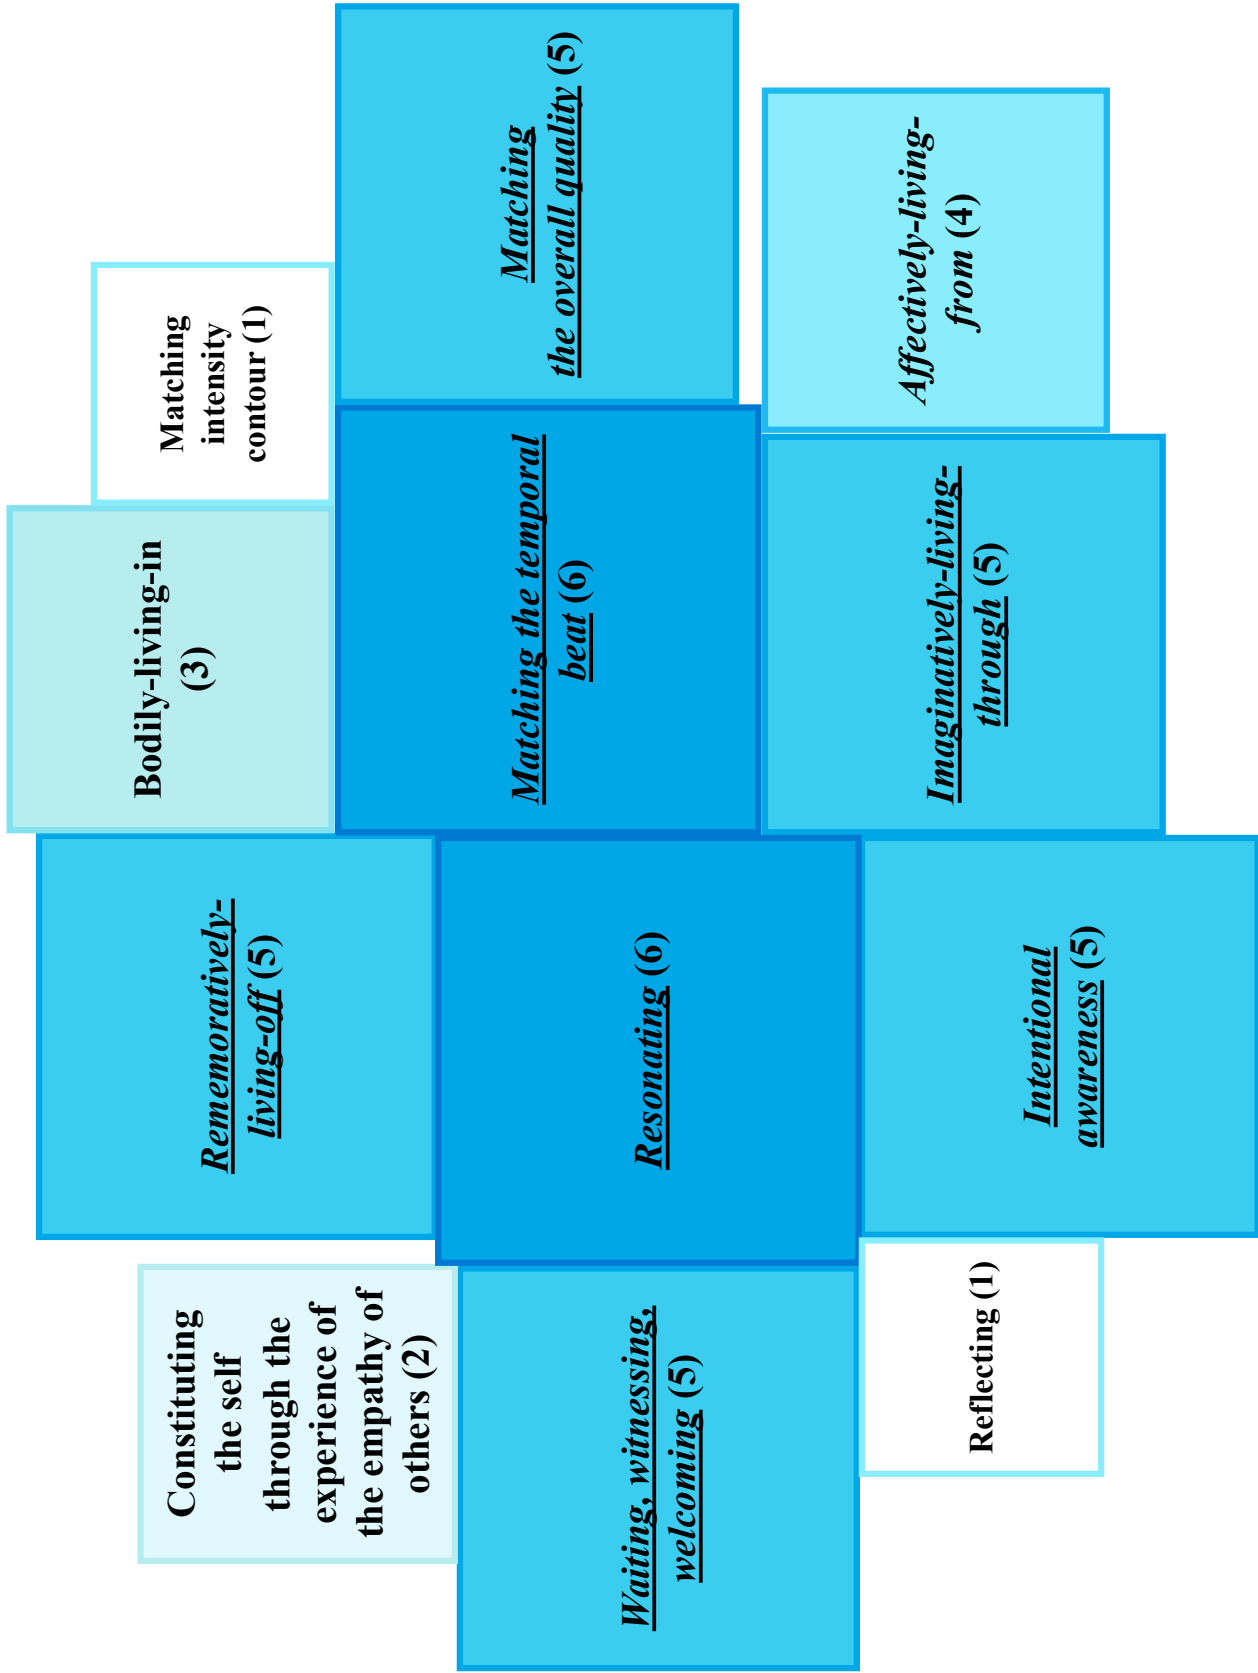 Constituting
the self
through the
experience of
the empathy of
others (2)
Rememoratively-
living-off (5)
Bodily-living-in
(3)
Matching
intensity
contour (1)
Waiting, witnessing,
welcoming (5)
Resonating (6)
Matching the temporal
beat (6)
Matching
the overall quality (5)
Reflecting (1)
Intentional
awareness (5)
Imaginatively-living-
through (5)
Affectively-living-
from (4)